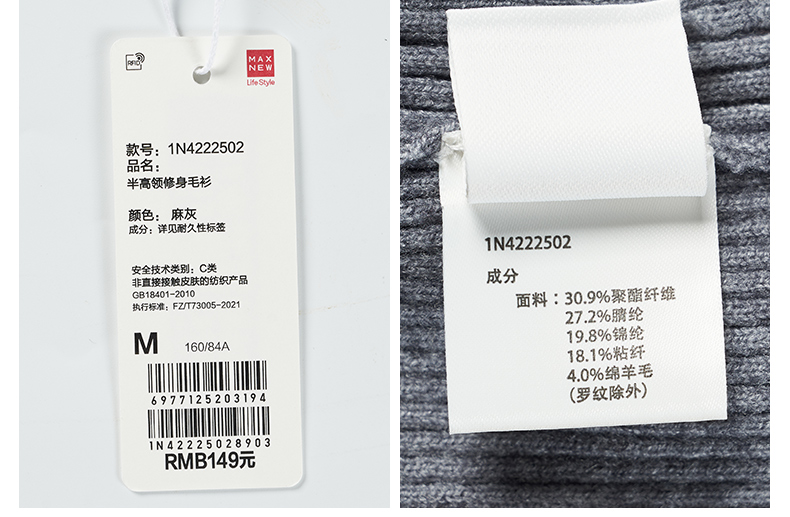 RFID
MAX
NEW
Life Style
款号：1N4222502
品名：
半高领修身毛衫
颜色：麻灰
成分：详见耐久性标签
安全技术类别：C类
非直接接触皮肤的纺织产品
GB18401-2010
执行标准：FZ/T73005-2021
M 160/84A
6977125203194
1N42225028903
RMB149元
1N4222502
成分
面料：30.9%聚酯纤维
27.2%腈纶
19.8%锦纶
18.1%粘纤
4.0%绵羊毛
（罗纹除外）